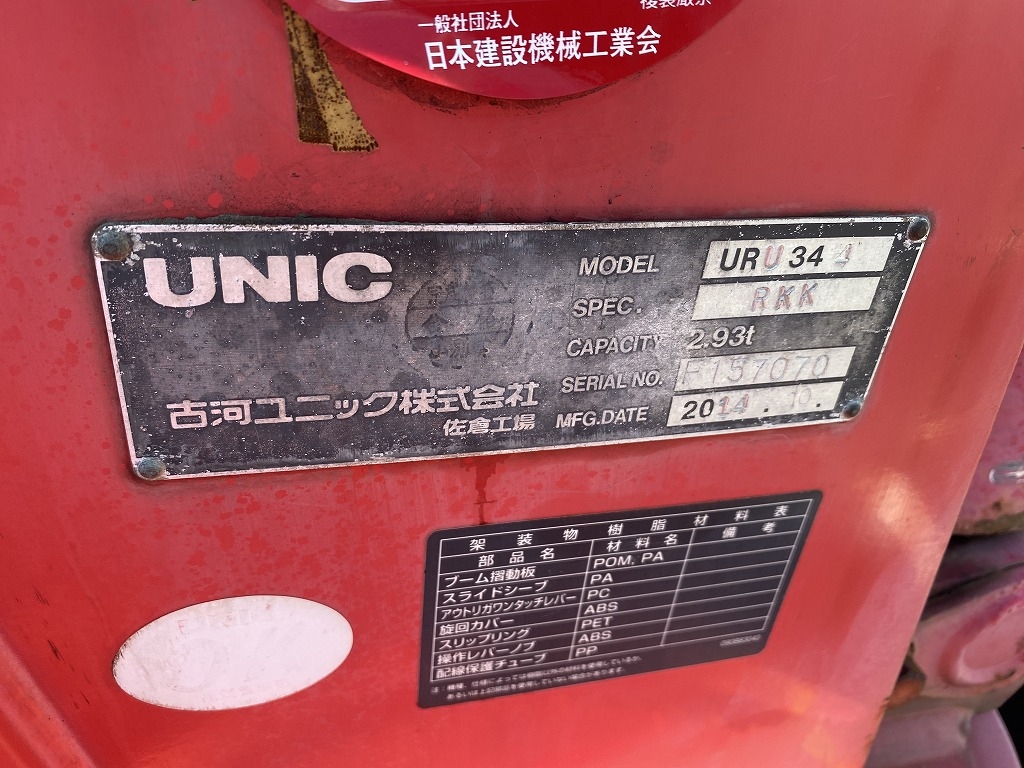 複製厳禁
一般社団法人
日本建設機械工業会
UNIC
MODEL URU344
SPEC. RKK
CAPACITY 2.93t
SERIAL NO. F157070
MFG.DATE 2014.10.
古河ユニック株式会社
佐倉工場
架装物樹脂材料表
部品名 材料名 備考
ブーム摺動板 POM, PA
スライドシーブ PA
アウトリガワンタッチレバー PC
旋回カバー ABS
スリップリング PET
操作レバーノブ ABS
配線保護チューブ PP